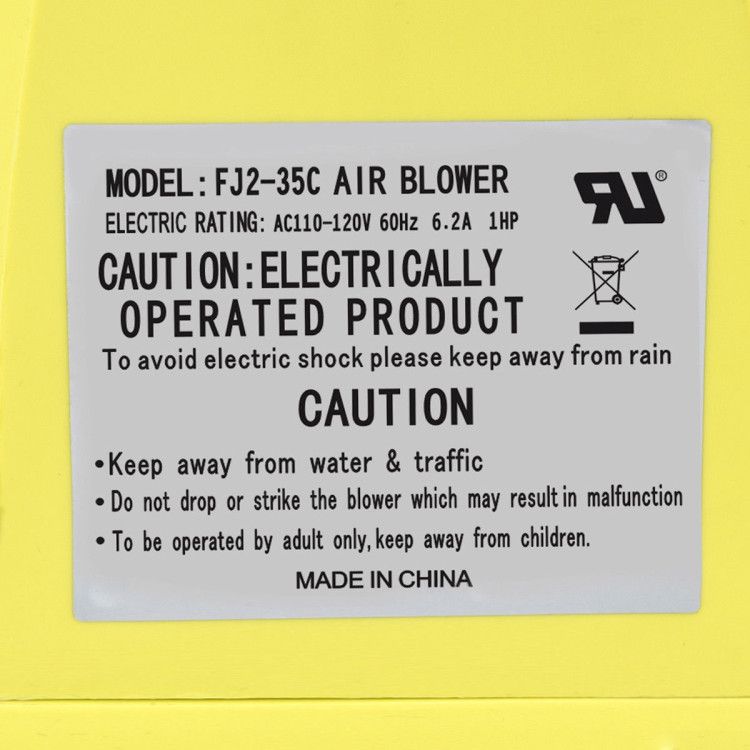 MODEL: FJ2-35C AIR BLOWER
ELECTRIC RATING: AC110-120V 60Hz 6.2A 1HP
RU®
CAUTION:ELECTRICALLY
OPERATED PRODUCT
To avoid electric shock please keep away from rain
CAUTION
•Keep away from water & traffic
•Do not drop or strike the blower which may result in malfunction
•To be operated by adult only,keep away from children.
MADE IN CHINA